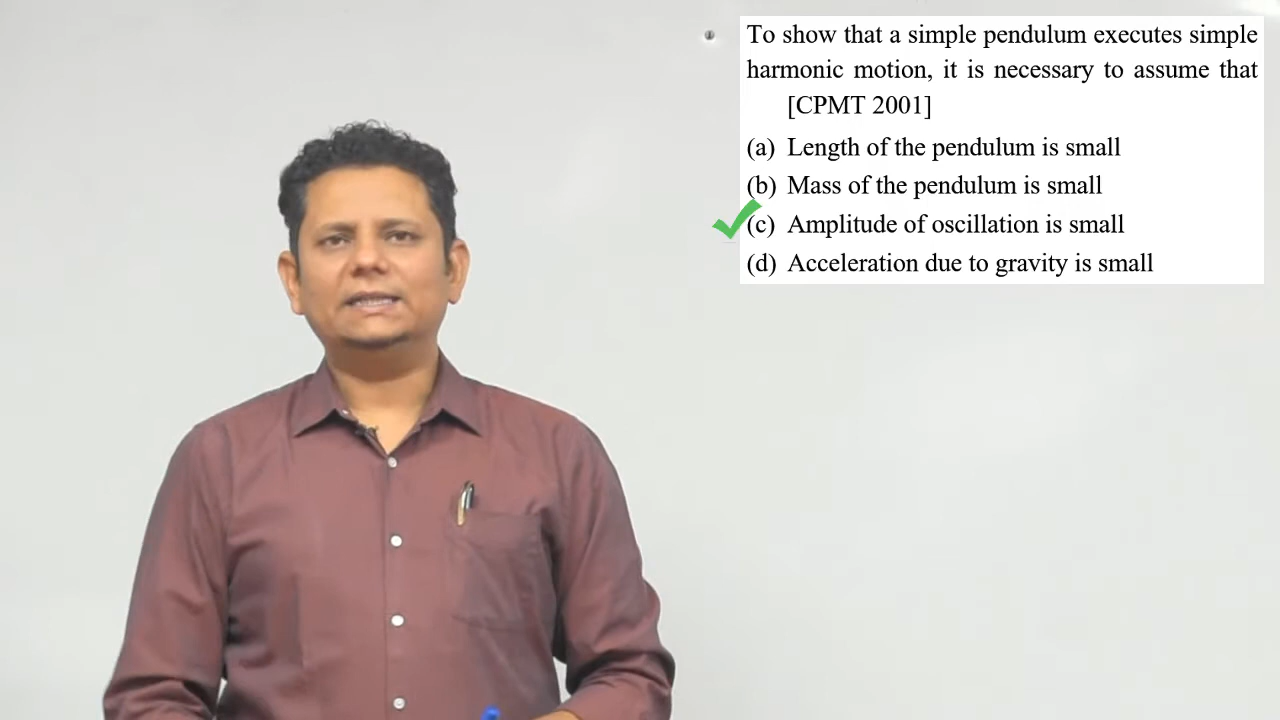 To show that a simple pendulum executes simple
harmonic motion, it is necessary to assume that
[CPMT 2001]
(a) Length of the pendulum is small
(b) Mass of the pendulum is small
(c) Amplitude of oscillation is small
(d) Acceleration due to gravity is small